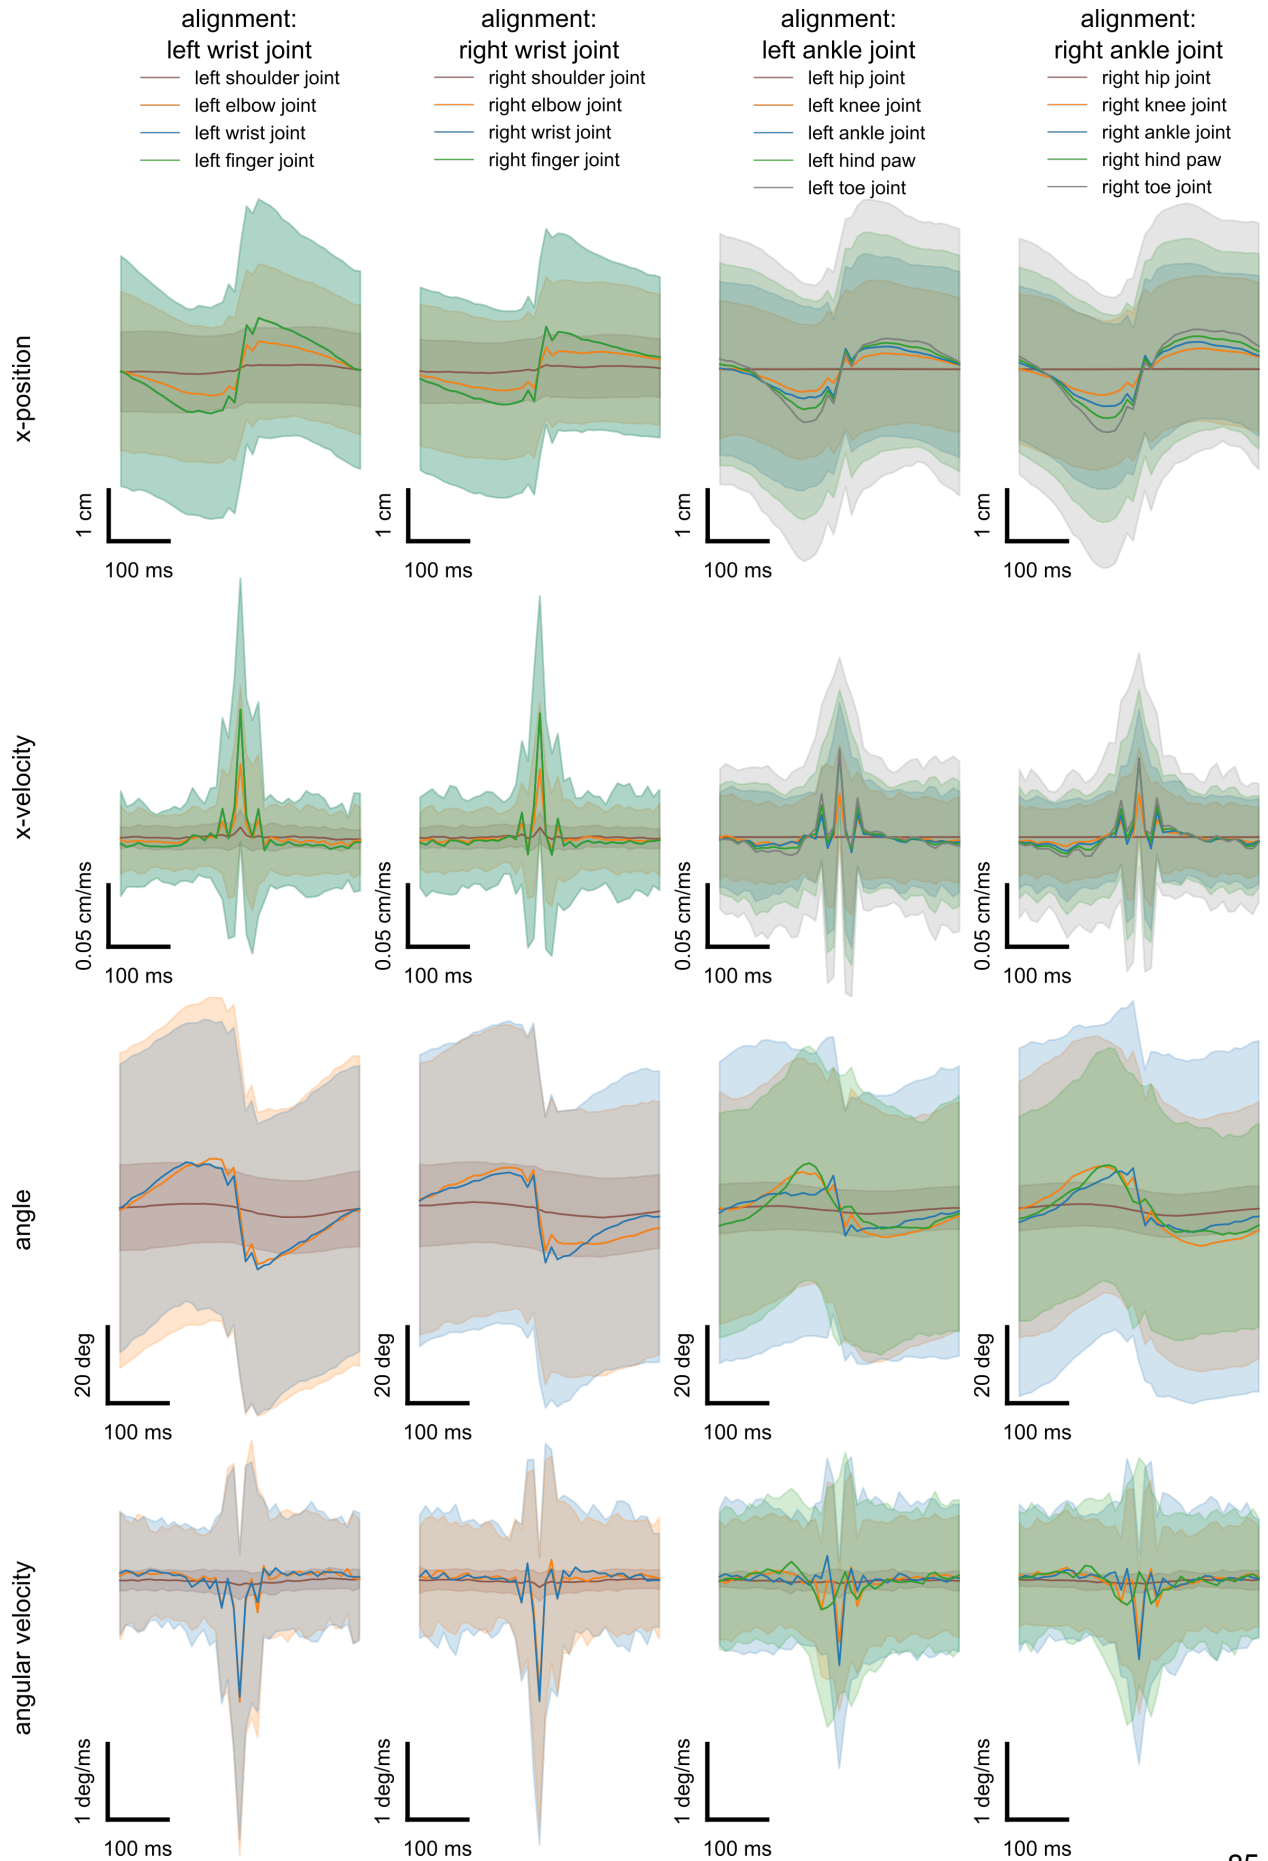 alignment:
left wrist joint
left shoulder joint
left elbow joint
left wrist joint
left finger joint
alignment:
right wrist joint
right shoulder joint
right elbow joint
right wrist joint
right finger joint
alignment:
left ankle joint
left hip joint
left knee joint
left ankle joint
left hind paw
left toe joint
alignment:
right ankle joint
right hip joint
right knee joint
right ankle joint
right hind paw
right toe joint
x-position
1 cm
100 ms
1 cm
100 ms
1 cm
100 ms
1 cm
100 ms
x-velocity
0.05 cm/ms
100 ms
0.05 cm/ms
100 ms
0.05 cm/ms
100 ms
0.05 cm/ms
100 ms
angle
20 deg
100 ms
20 deg
100 ms
20 deg
100 ms
20 deg
100 ms
angular velocity
1 deg/ms
100 ms
1 deg/ms
100 ms
1 deg/ms
100 ms
1 deg/ms
100 ms